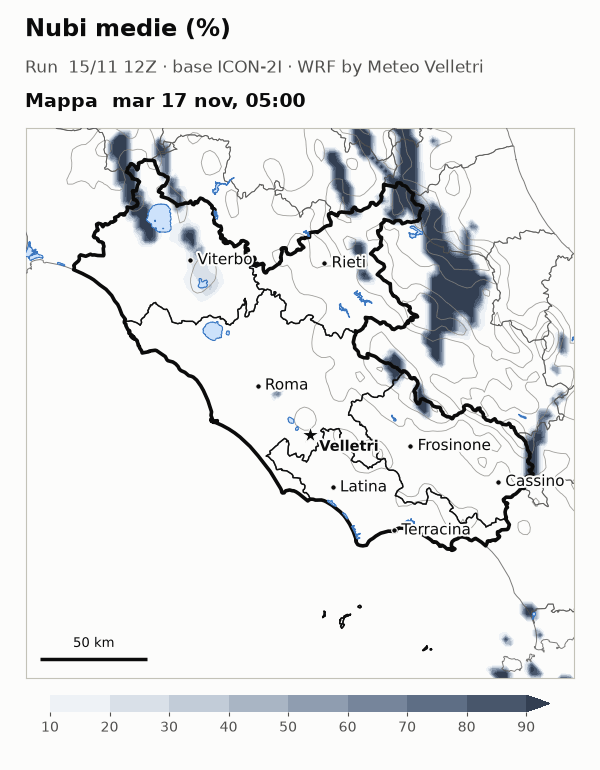 Nubi medie (%)
Run 15/11 12Z · base ICON-2I · WRF by Meteo Velletri
Mappa mar 17 nov, 05:00
Viterbo
Rieti
Roma
Velletri
Frosinone
Latina
Cassino
Terracina
50 km
10 20 30 40 50 60 70 80 90